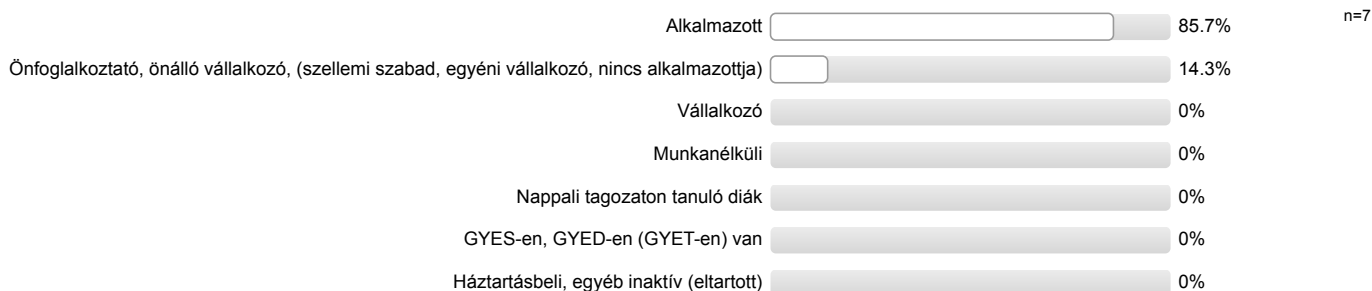 n=7
Alkalmazott 85.7%
Önfoglalkoztató, önálló vállalkozó, (szellemi szabad, egyéni vállalkozó, nincs alkalmazottja) 14.3%
Vállalkozó 0%
Munkanélküli 0%
Nappali tagozaton tanuló diák 0%
GYES-en, GYED-en (GYET-en) van 0%
Háztartásbeli, egyéb inaktív (eltartott) 0%